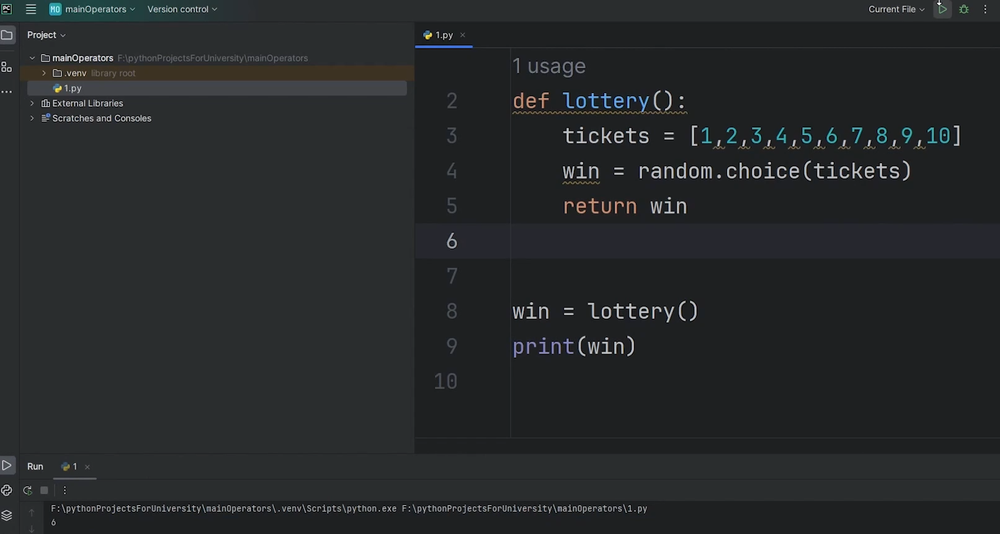 PC MO mainOperators Version control Current File
Project
mainOperators F:\pythonProjectsForUniversity\mainOperators
.venv library root
1.py
External Libraries
Scratches and Consoles
1.py
1 usage
2 def lottery():
3 tickets = [1,2,3,4,5,6,7,8,9,10]
4 win = random.choice(tickets)
5 return win
6
7
8 win = lottery()
9 print(win)
10
Run 1
F:\pythonProjectsForUniversity\mainOperators\.venv\Scripts\python.exe F:\pythonProjectsForUniversity\mainOperators\1.py
6